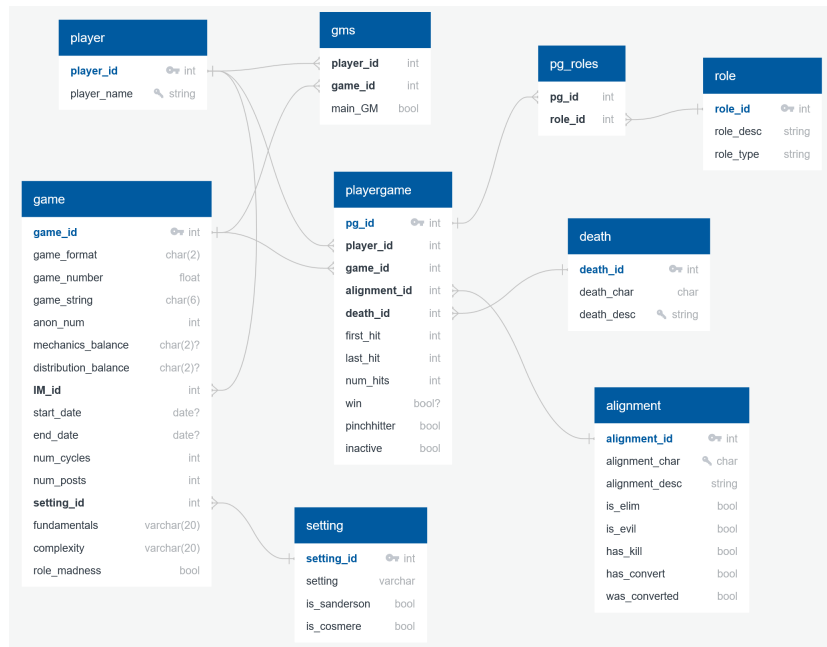 player
player_id int
player_name string
gms
player_id int
game_id int
main_GM bool
pg_roles
pg_id int
role_id int
role
role_id int
role_desc string
role_type string
game
game_id int
game_format char(2)
game_number float
game_string char(6)
anon_num int
mechanics_balance char(2)?
distribution_balance char(2)?
IM_id int
start_date date?
end_date date?
num_cycles int
num_posts int
setting_id int
fundamentals varchar(20)
complexity varchar(20)
role_madness bool
playergame
pg_id int
player_id int
game_id int
alignment_id int
death_id int
first_hit int
last_hit int
num_hits int
win bool?
pinchhitter bool
inactive bool
death
death_id int
death_char char
death_desc string
alignment
alignment_id int
alignment_char char
alignment_desc string
is_elim bool
is_evil bool
has_kill bool
has_convert bool
was_converted bool
setting
setting_id int
setting varchar
is_sanderson bool
is_cosmere bool